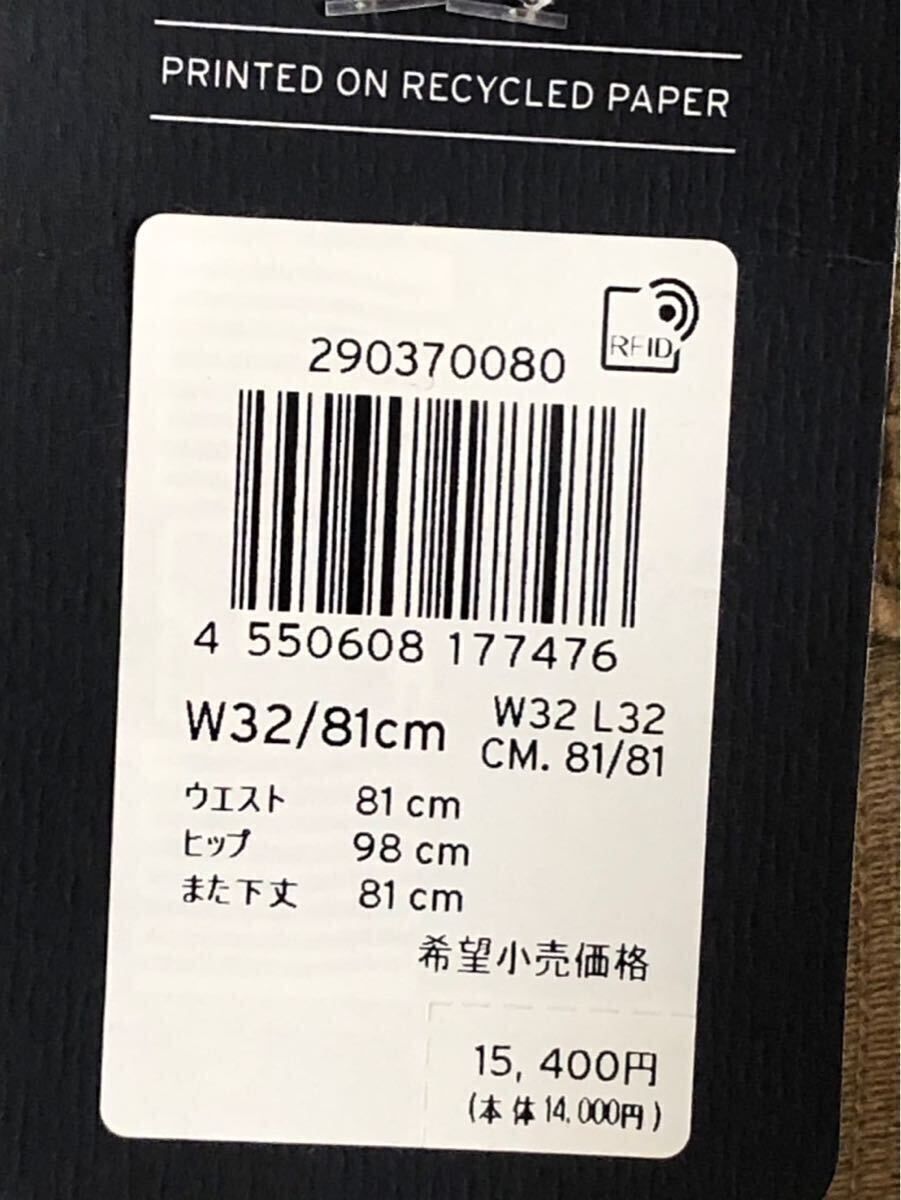 PRINTED ON RECYCLED PAPER
RFID
290370080
4 550608 177476
W32/81cm
W32 L32
CM. 81/81
ウエスト 81 cm
ヒップ 98 cm
また下丈 81 cm
希望小売価格
15,400円
(本体14,000円)